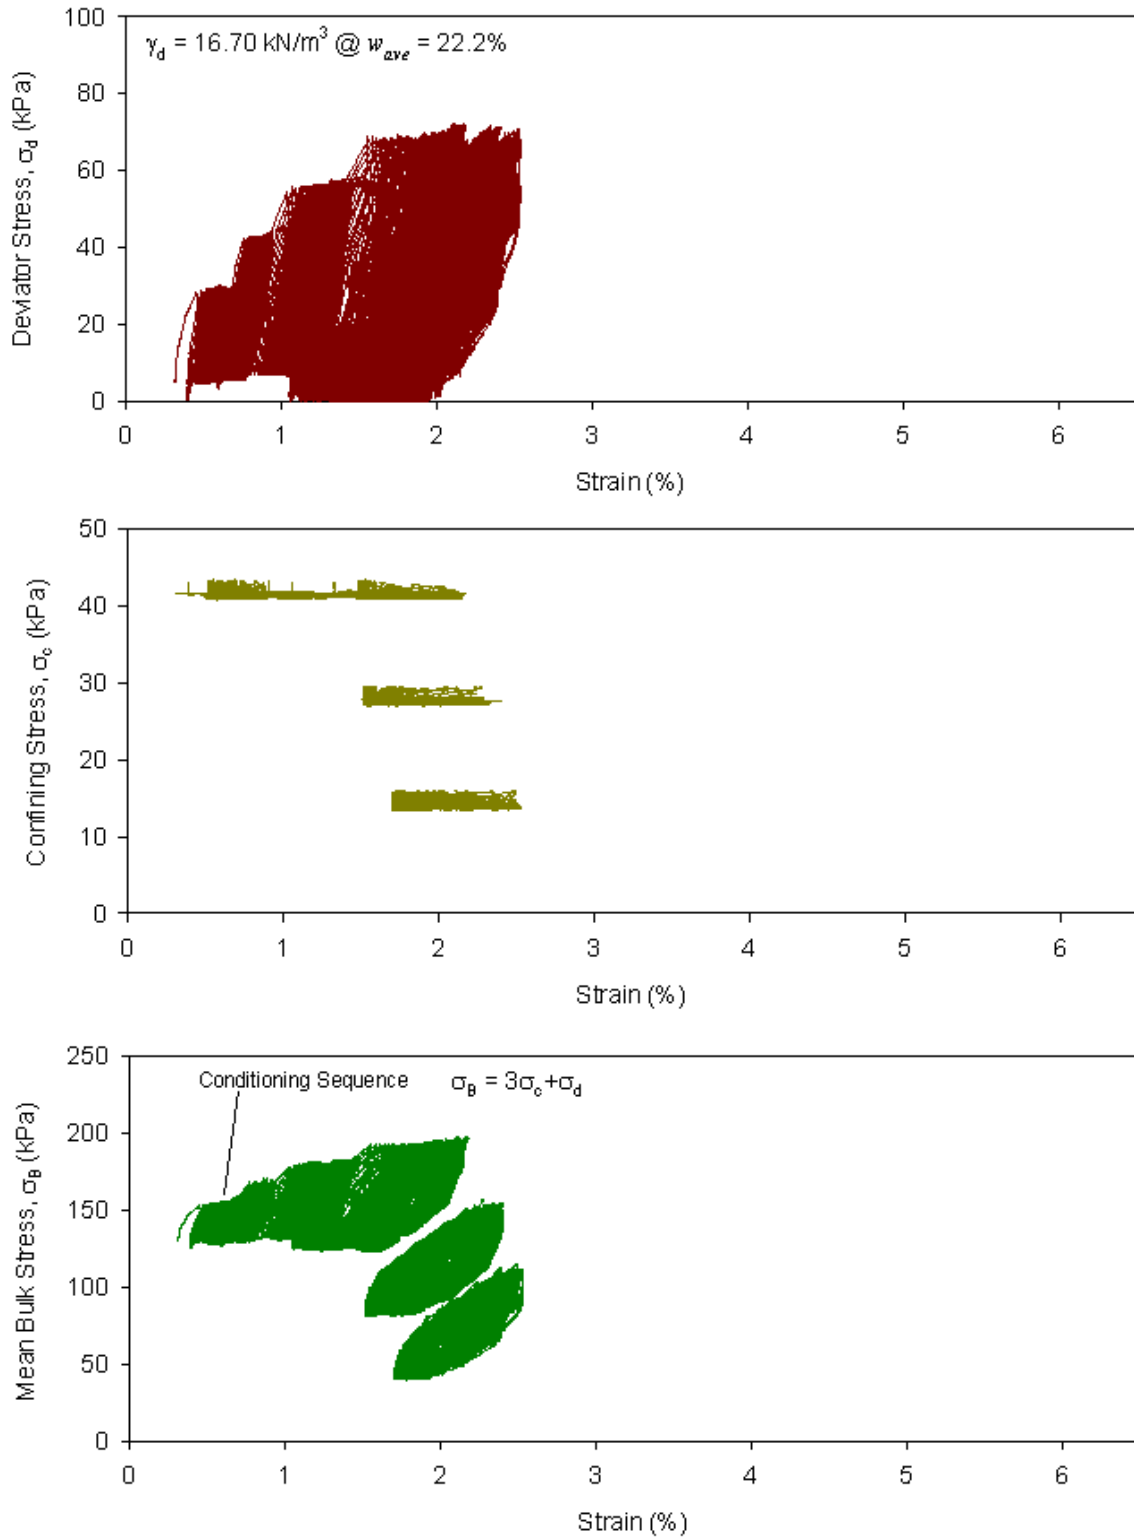 100
γd = 16.70 kN/m3 @ wave = 22.2%
80
60
40
20
0
Deviator Stress, σd (kPa)
0 1 2 3 4 5 6
Strain (%)
50
40
30
20
10
0
Confining Stress, σc (kPa)
0 1 2 3 4 5 6
Strain (%)
250
Conditioning Sequence σB = 3σc+σd
200
150
100
50
0
Mean Bulk Stress, σB (kPa)
0 1 2 3 4 5 6
Strain (%)